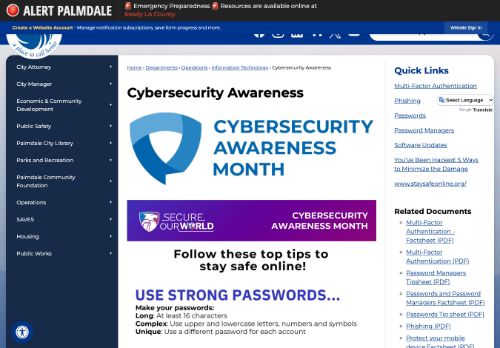 ALERT PALMDALE
🚨 Emergency Preparedness 🚨 Resources are available online at
Ready LA County.
Create a Website Account - Manage notification subscriptions, save form progress and more.
Website Sign In
a place to call home
City Attorney
City Manager
Economic & Community
Development
Public Safety
Palmdale City Library
Parks and Recreation
Palmdale Community
Foundation
Operations
SAVES
Housing
Public Works
Home › Departments › Operations › Information Technology › Cybersecurity Awareness
Cybersecurity Awareness
CYBERSECURITY
AWARENESS
MONTH
SECURE
OUR WORLD
CYBERSECURITY
AWARENESS MONTH
Follow these top tips to
stay safe online!
USE STRONG PASSWORDS...
Make your passwords:
Long: At least 16 characters
Complex: Use upper and lowercase letters, numbers and symbols
Unique: Use a different password for each account
Quick Links
Multi-Factor Authentication
Phishing
Select Language
Google Translate
Passwords
Password Managers
Software Updates
You've Been Hacked: 5 Ways
to Minimize the Damage
www.staysafeonline.org/
Related Documents
Multi-Factor
Authentication -
Factsheet (PDF)
Multi-Factor
Authentication (PDF)
Password Managers
Tipsheet (PDF)
Passwords and Password
Managers Factsheet (PDF)
Passwords Tip sheet (PDF)
Phishing (PDF)
Protect your mobile
device Factsheet (PDF)